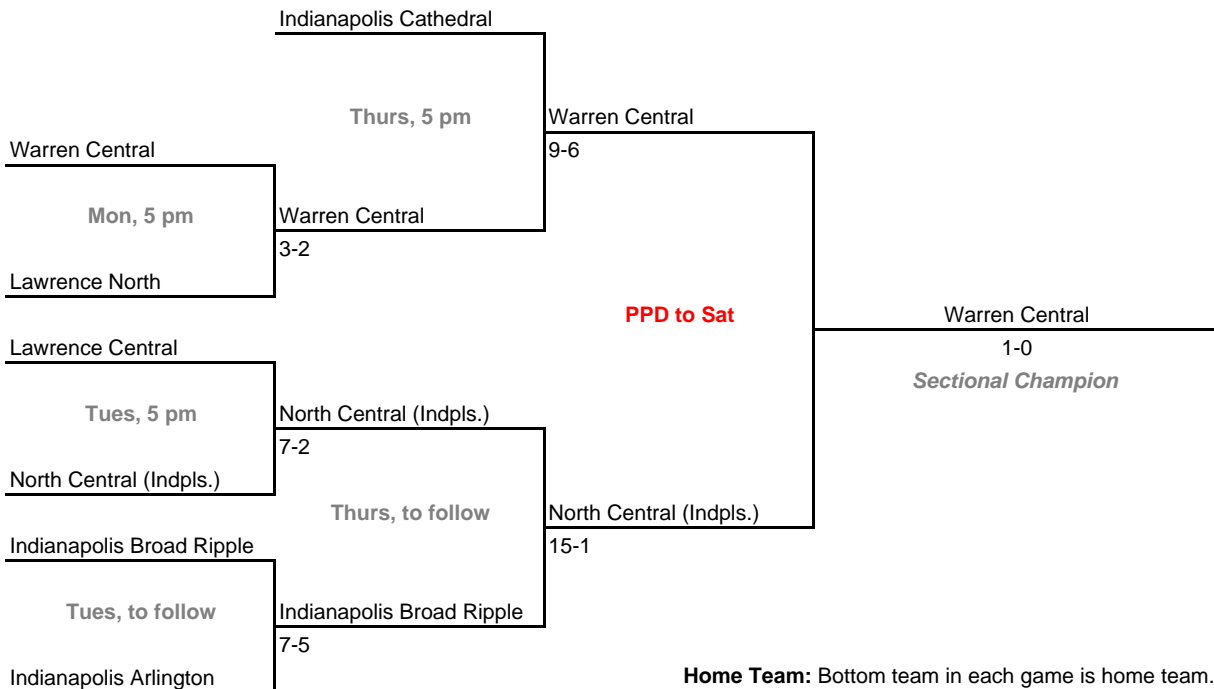 Indianapolis Cathedral
Thurs, 5 pm
Warren Central
Warren Central
9-6
Mon, 5 pm
Warren Central
3-2
Lawrence North
PPD to Sat
Warren Central
Lawrence Central
1-0
Sectional Champion
Tues, 5 pm
North Central (Indpls.)
7-2
North Central (Indpls.)
Thurs, to follow
North Central (Indpls.)
Indianapolis Broad Ripple
15-1
Tues, to follow
Indianapolis Broad Ripple
7-5
Indianapolis Arlington
Home Team: Bottom team in each game is home team.